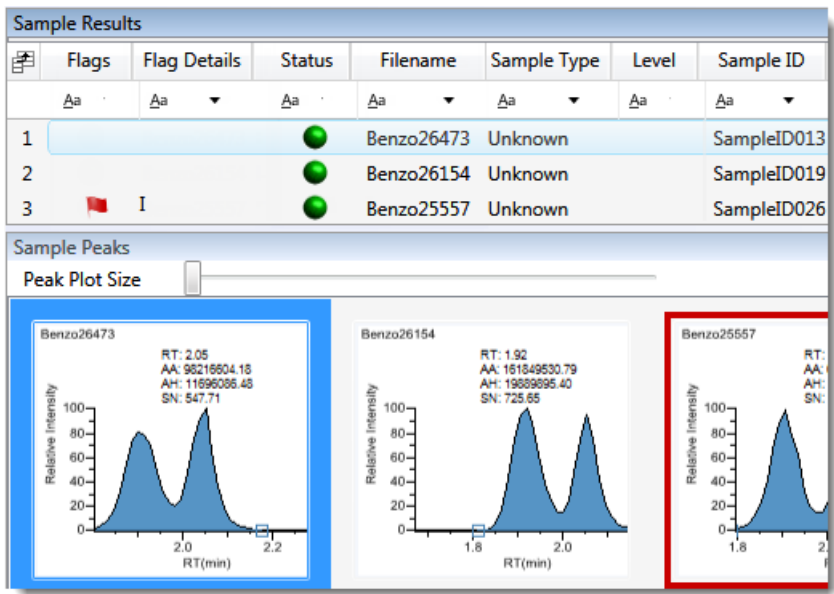 Sample Results
Flags Flag Details Status Filename Sample Type Level Sample ID
Aa Aa Aa Aa Aa Aa Aa
1 Benzo26473 Unknown SampleID013
2 Benzo26154 Unknown SampleID019
3 I Benzo25557 Unknown SampleID026
Sample Peaks
Peak Plot Size
Benzo26473
RT: 2.05
AA: 98216604.18
AH: 11696086.48
SN: 547.71
Relative Intensity
100
80
60
40
20
0
2.0 2.2
RT(min)
Benzo26154
RT: 1.92
AA: 161849530.79
AH: 19889895.40
SN: 725.65
Relative Intensity
100
80
60
40
20
0
1.8 2.0
RT(min)
Benzo25557
RT:
AA:
AH:
SN:
Relative Intensity
100
80
60
40
20
0
1.8